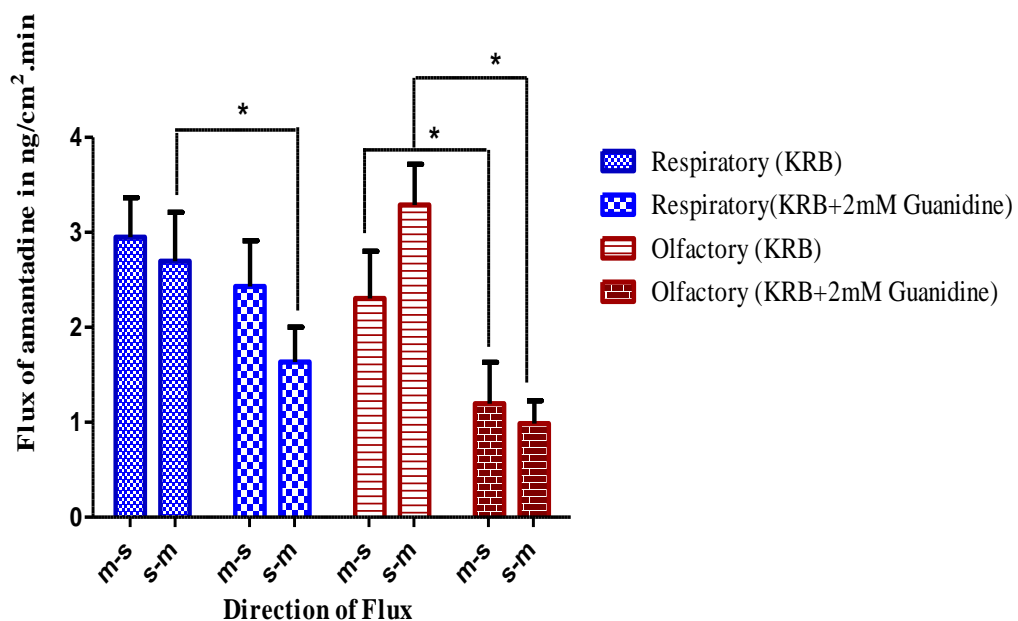 Flux of amantadine in ng/cm².min
4
3
2
1
0
*
*
*
m-s
s-m
m-s
s-m
m-s
s-m
m-s
s-m
Direction of Flux
Respiratory (KRB)
Respiratory(KRB+2mM Guanidine)
Olfactory (KRB)
Olfactory (KRB+2mM Guanidine)